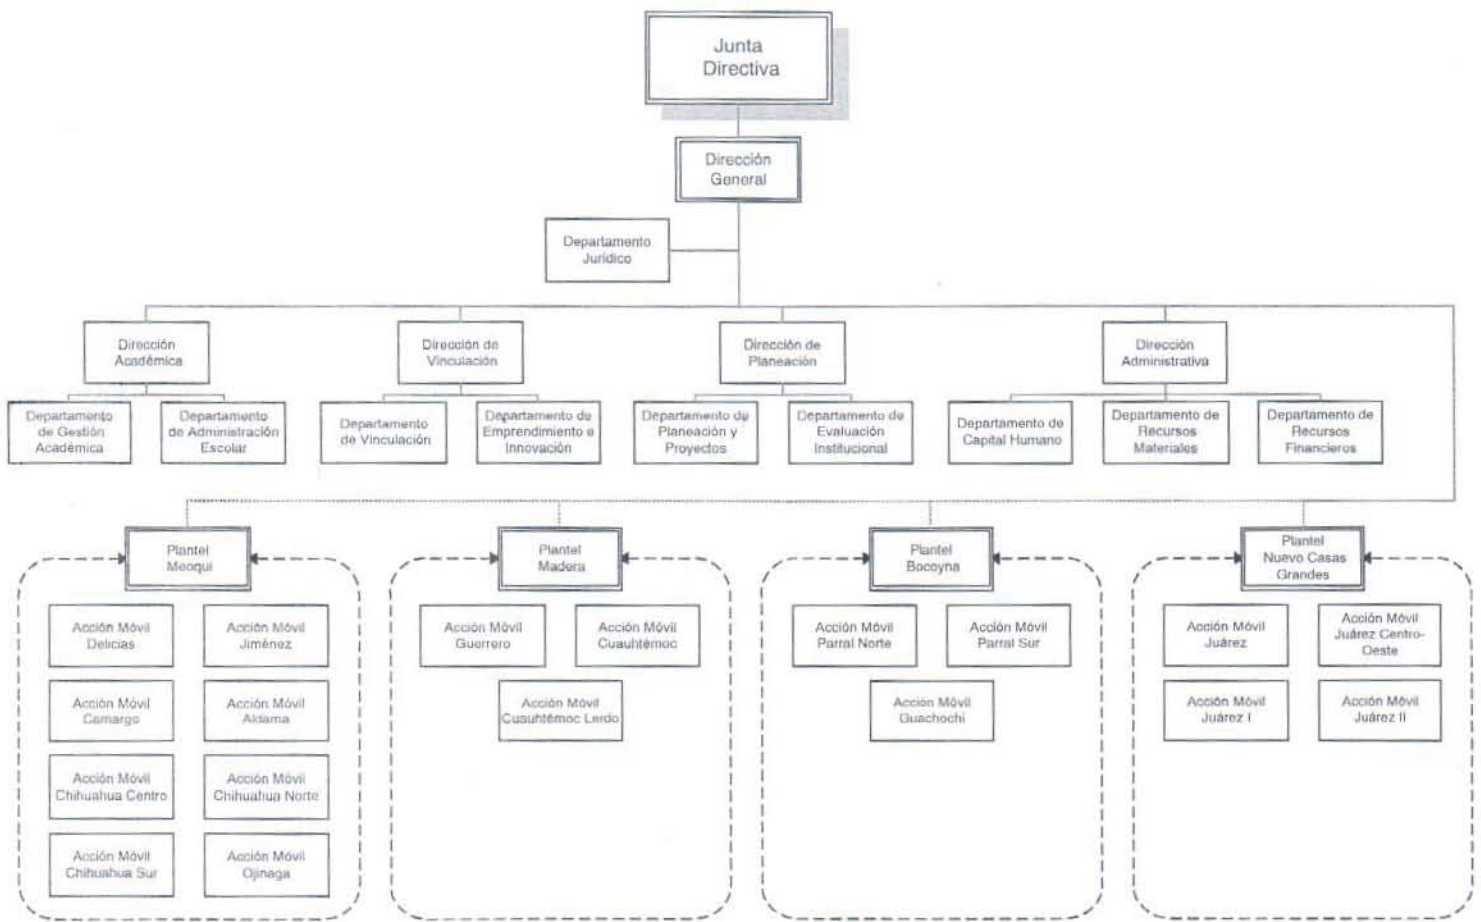 Junta
Directiva
Dirección
General
Departamento
Jurídico
Dirección
Académica
Dirección de
Vinculación
Dirección de
Planeación
Dirección
Administrativa
Departamento
de Gestión
Académica
Departamento
de Administración
Escolar
Departamento
de Vinculación
Departamento de
Emprendimiento e
Innovación
Departamento de
Planeación y
Proyectos
Departamento de
Evaluación
Institucional
Departamento de
Capital Humano
Departamento de
Recursos
Materiales
Departamento de
Recursos
Financieros
Plantel
Meoqui
Plantel
Madera
Plantel
Bocoyna
Plantel
Nuevo Casas
Grandes
Acción Móvil
Delicias
Acción Móvil
Jiménez
Acción Móvil
Camargo
Acción Móvil
Aldama
Acción Móvil
Chihuahua Centro
Acción Móvil
Chihuahua Norte
Acción Móvil
Chihuahua Sur
Acción Móvil
Ojinaga
Acción Móvil
Guerrero
Acción Móvil
Cuauhtémoc
Acción Móvil
Cuauhtémoc Lerdo
Acción Móvil
Parral Norte
Acción Móvil
Parral Sur
Acción Móvil
Guachochi
Acción Móvil
Juárez
Acción Móvil
Juárez Centro-
Oeste
Acción Móvil
Juárez I
Acción Móvil
Juárez II